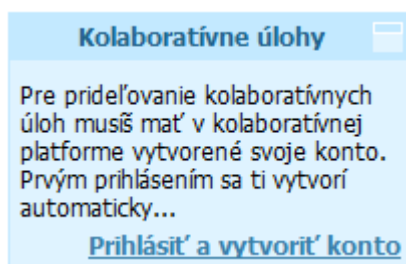 Kolaboratívne úlohy
Pre prideľovanie kolaboratívnych
úloh musíš mať v kolaboratívnej
platforme vytvorené svoje konto.
Prvým prihlásením sa ti vytvorí
automaticky...
Prihlásiť a vytvoriť konto